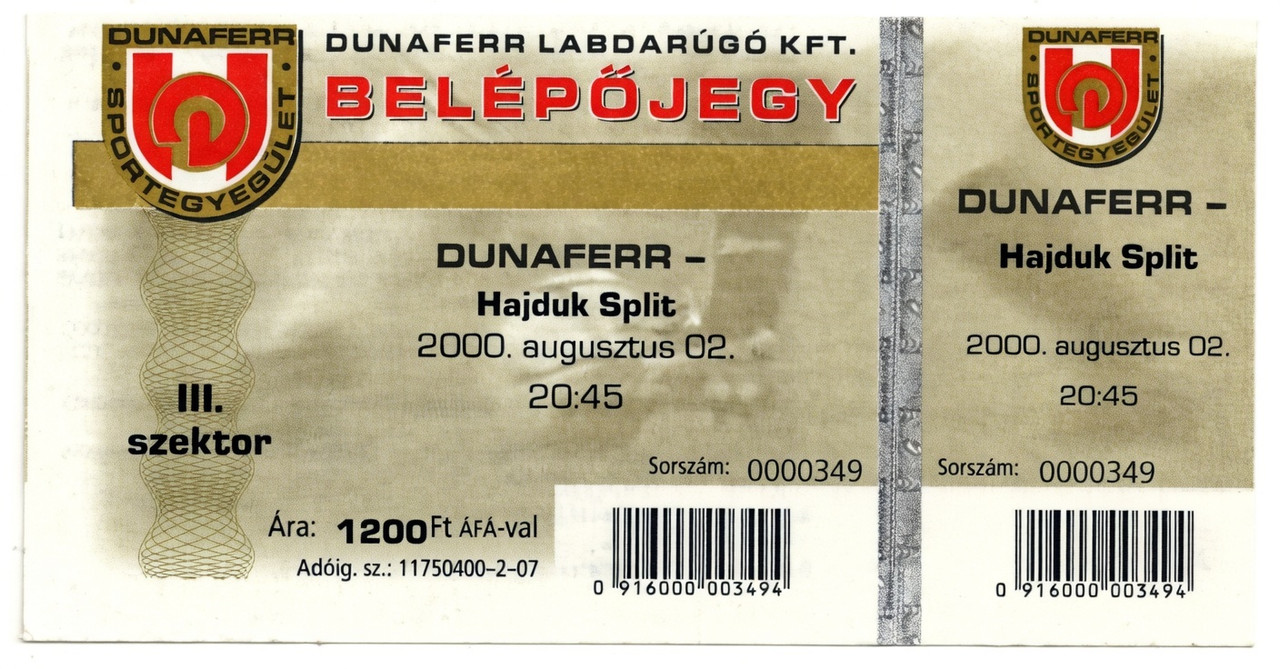 DUNAFERR
· SPORTEGYEGÜLET ·
DUNAFERR LABDARÚGÓ KFT.
BELÉPŐJEGY
DUNAFERR –
Hajduk Split
2000. augusztus 02.
20:45
III.
szektor
Sorszám: 0000349
Ára: 1200 Ft ÁFÁ-val
Adóig. sz.: 11750400-2-07
0 916000 003494
DUNAFERR
· SPORTEGYEGÜLET ·
DUNAFERR –
Hajduk Split
2000. augusztus 02.
20:45
Sorszám: 0000349
0 916000 003494